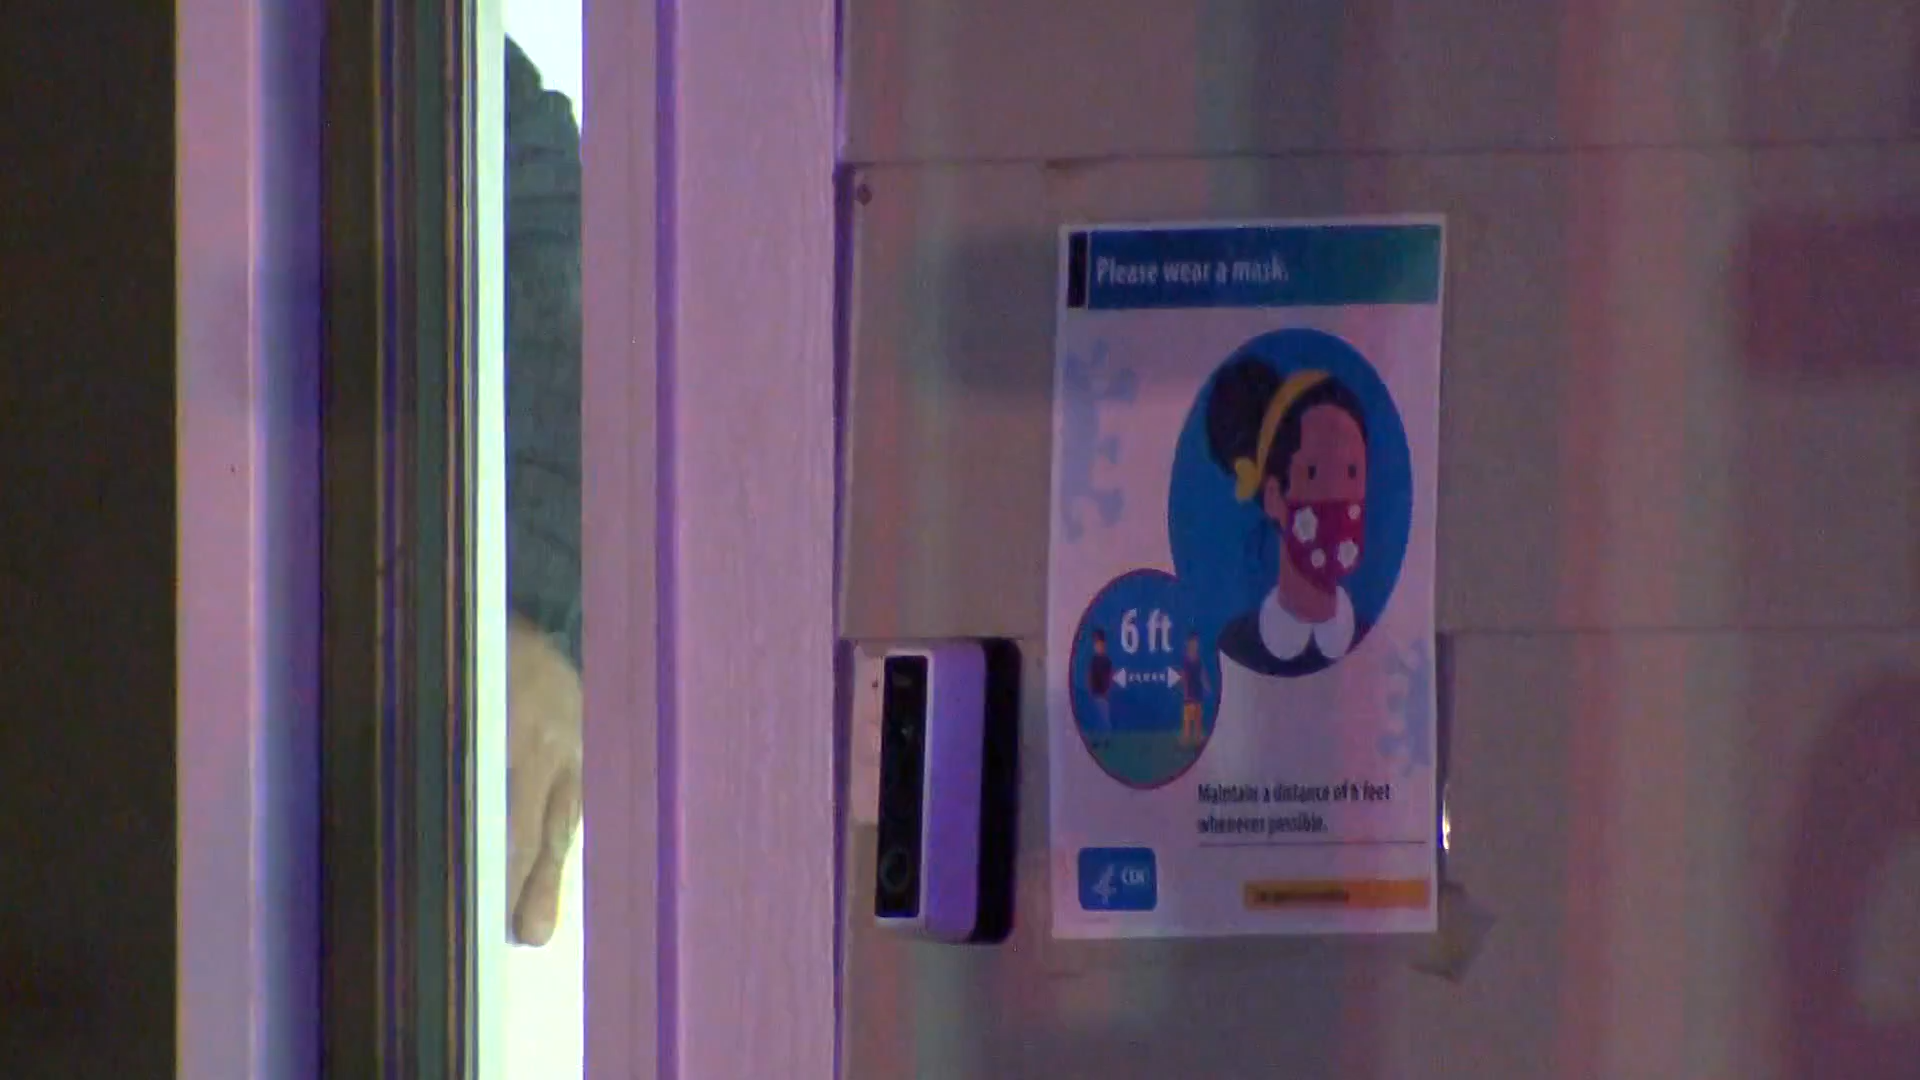 Please wear a mask.
6 ft
Maintain a distance of 6 feet
whenever possible.
CDC